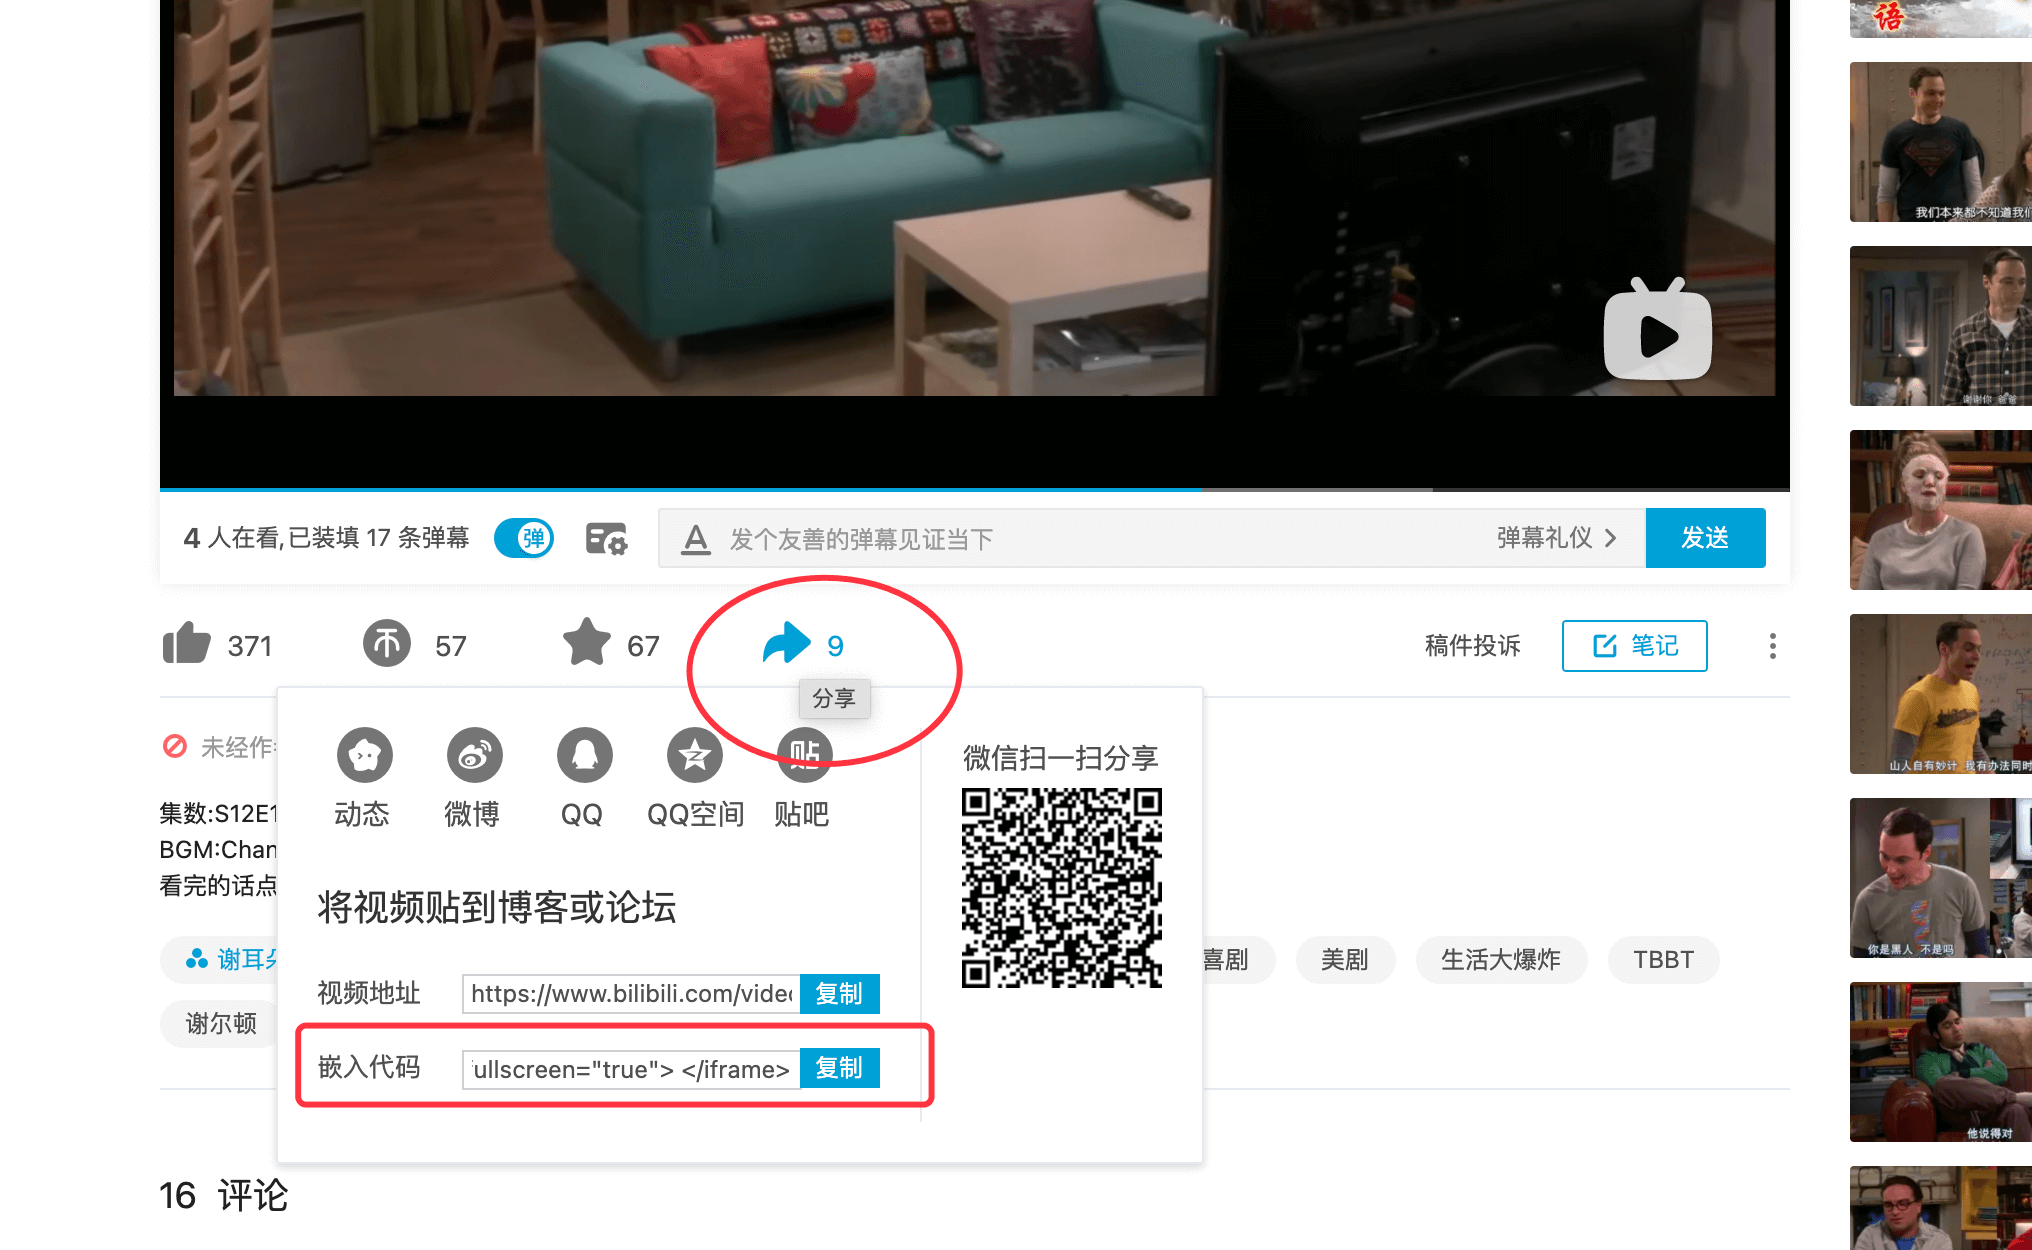 语
我们本来都不知道我们
谢谢你 爸爸
4 人在看,已装填 17 条弹幕
弹
A 发个友善的弹幕见证当下
弹幕礼仪
发送
371
57
67
9
稿件投诉
笔记
分享
未经作
动态
微博
QQ
QQ空间
贴
贴吧
微信扫一扫分享
集数:S12E1
BGM:Chan
看完的话点
将视频贴到博客或论坛
视频地址 https://www.bilibili.com/video 复制
嵌入代码 ullscreen="true"> </iframe> 复制
谢耳朵
喜剧
美剧
生活大爆炸
TBBT
谢尔顿
16 评论
山人自有妙计 我有办法同时
你是黑人 不是吗
他说得对